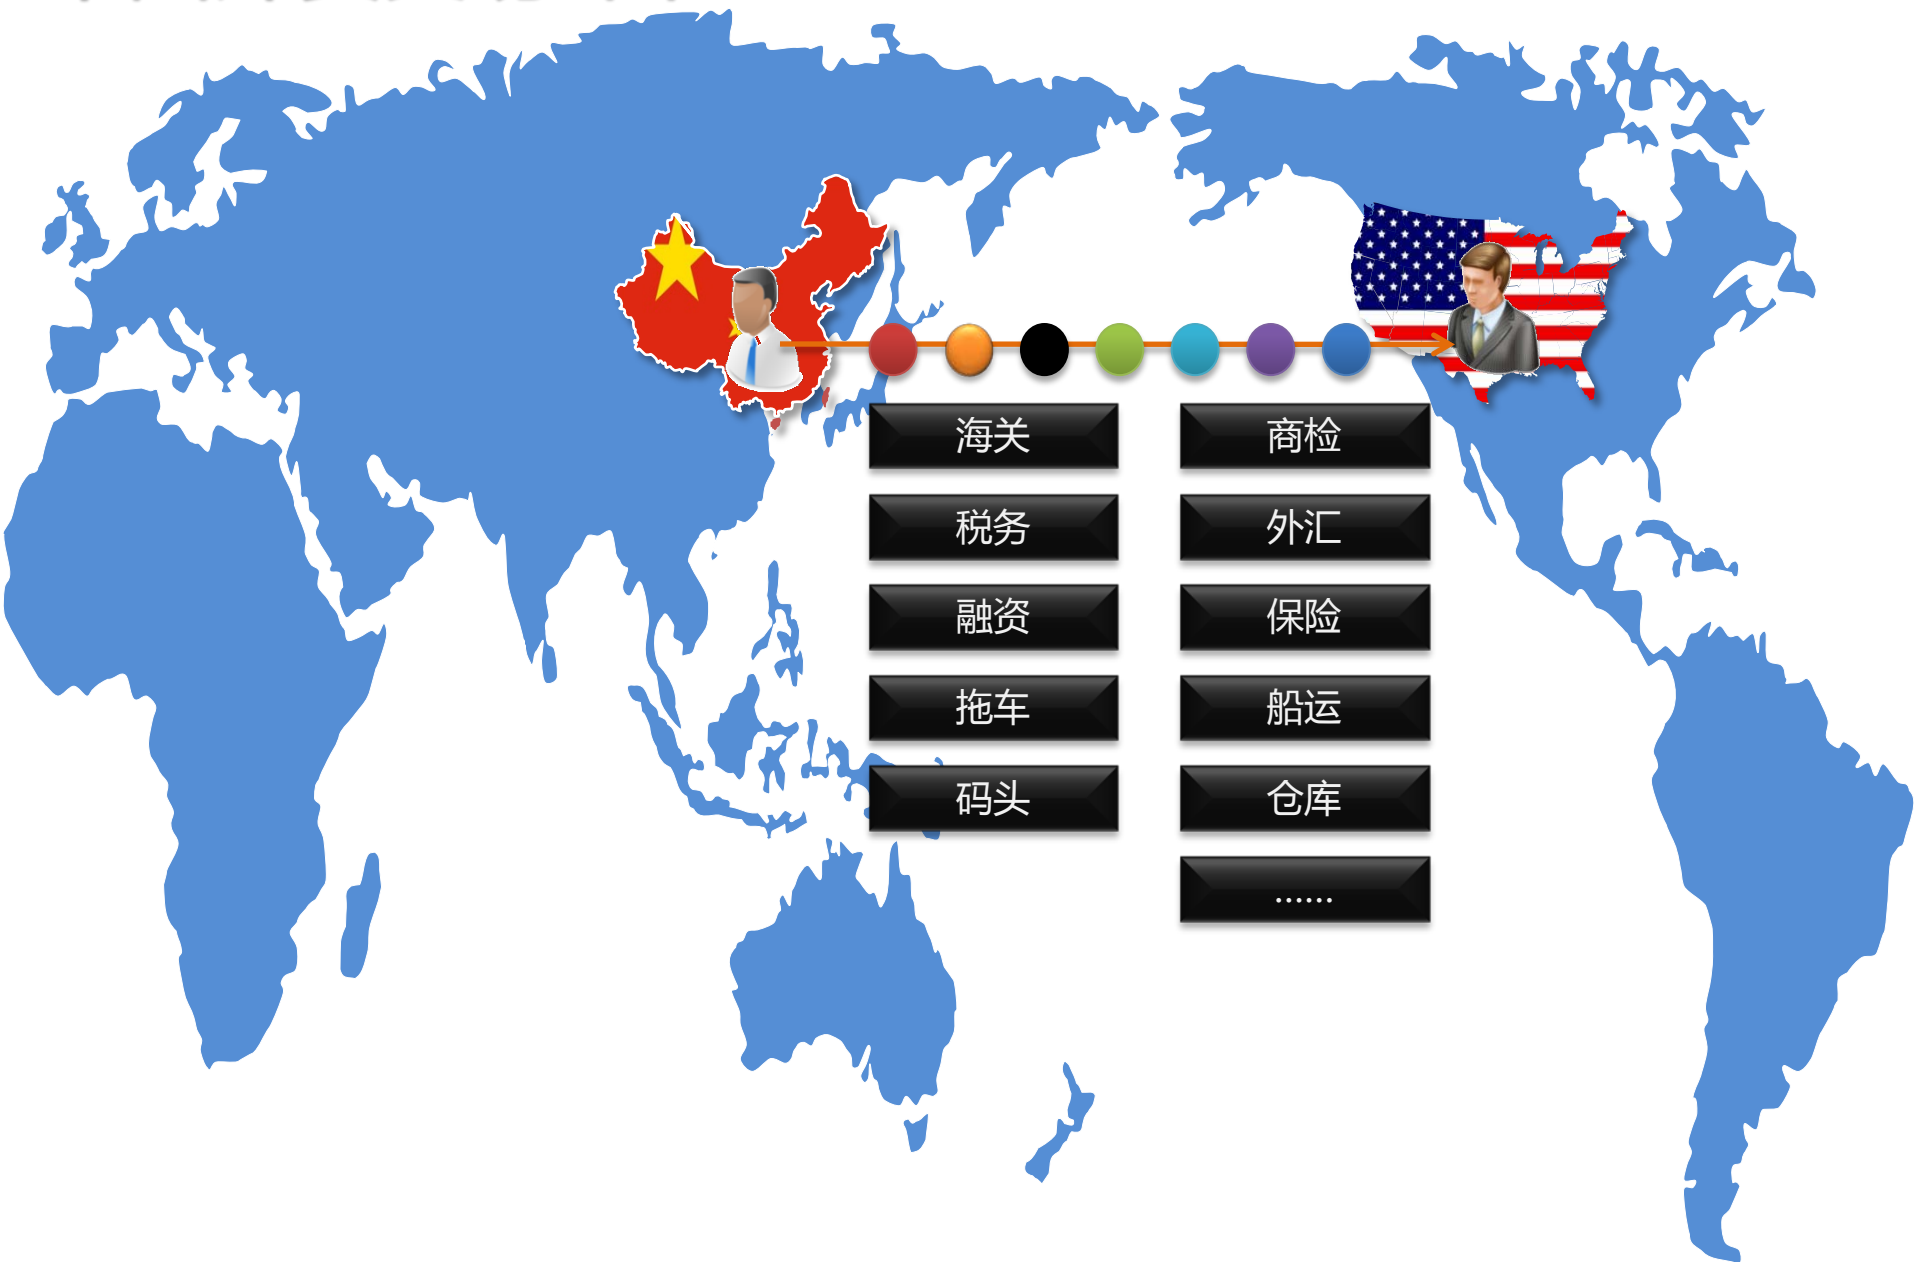 海关 商检
税务 外汇
融资 保险
拖车 船运
码头 仓库
……